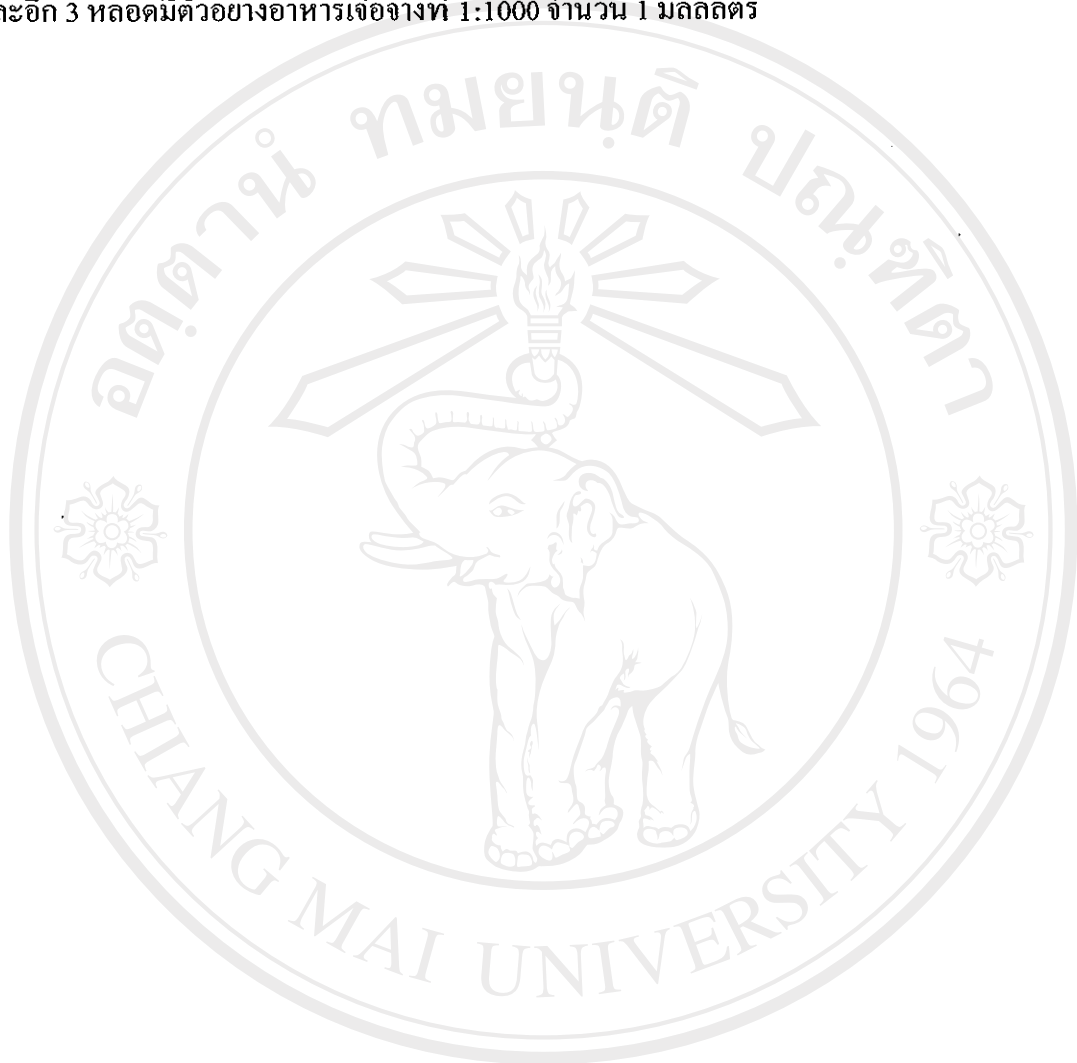 ละอีก 3 หลอดมีตัวอย่างอาหารเจือจางที่ 1:1000 จำนวน 1 มิลลลิตร
อตฺตานํ ทมยนฺติ ปณฺฑิตา
CHIANG MAI UNIVERSITY 1964